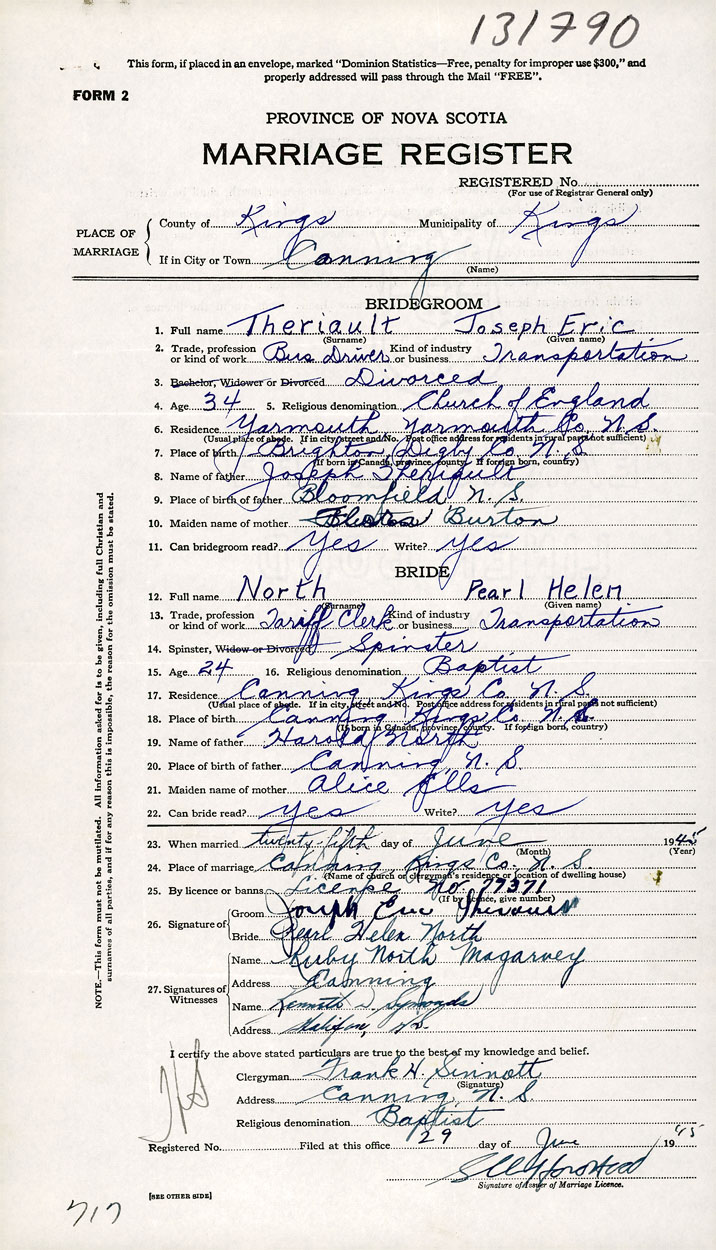 131790
This form, if placed in an envelope, marked "Dominion Statistics—Free, penalty for improper use $300," and
properly addressed will pass through the Mail "FREE".
FORM 2
PROVINCE OF NOVA SCOTIA
MARRIAGE REGISTER
REGISTERED No.
(For use of Registrar General only)
PLACE OF MARRIAGE
County of Kings Municipality of Kings
If in City or Town Canning
(Name)
BRIDEGROOM
1. Full name Theriault Joseph Eric
(Surname) (Given name)
2. Trade, profession or kind of work Bus Driver Kind of industry or business Transportation
3. Bachelor, Widower or Divorced Divorced
4. Age 34 5. Religious denomination Church of England
6. Residence Yarmouth Yarmouth Co. N. S.
(Usual place of abode. If in city, street and No. Post office address for residents in rural parts not sufficient)
7. Place of birth Brighton, Digby Co. N. S.
(If born in Canada, province, county. If foreign born, country)
8. Name of father Joseph Theriault
9. Place of birth of father Bloomfield N. S.
10. Maiden name of mother Burton
11. Can bridegroom read? Yes Write? Yes
BRIDE
12. Full name North Pearl Helen
(Surname) (Given name)
13. Trade, profession or kind of work Tariff Clerk Kind of industry or business Transportation
14. Spinster, Widow or Divorced Spinster
15. Age 24 16. Religious denomination Baptist
17. Residence Canning Kings Co. N. S.
(Usual place of abode. If in city, street and No. Post office address for residents in rural parts not sufficient)
18. Place of birth Canning Kings Co. N. S.
(If born in Canada, province, county. If foreign born, country)
19. Name of father Harold North
20. Place of birth of father Canning, N. S.
21. Maiden name of mother Alice Ells
22. Can bride read? Yes Write? Yes
23. When married twenty-fifth day of June 1945
(Month) (Year)
24. Place of marriage Canning Kings Co. N. S.
(Name of church or clergyman's residence or location of dwelling house)
25. By licence or banns License No. 77371
(If by licence, give number)
26. Signature of
Groom Joseph Eric Theriault
Bride Pearl Helen North
27. Signatures of Witnesses
Name Ruby North Magarvey
Address Canning
Name Kenneth D. Symonds
Address Halifax, N.S.
I certify the above stated particulars are true to the best of my knowledge and belief.
Clergyman Frank H. Sinnott
(Signature)
Address Canning, N. S.
Religious denomination Baptist
Registered No. Filed at this office 29 day of June 1945
Signature of Issuer of Marriage Licence.
[SEE OTHER SIDE]
717
NOTE.—This form must not be mutilated. All information asked for is to be given, including full Christian and
surnames of all parties, and if for any reason this is impossible, the reason for the omission must be stated.